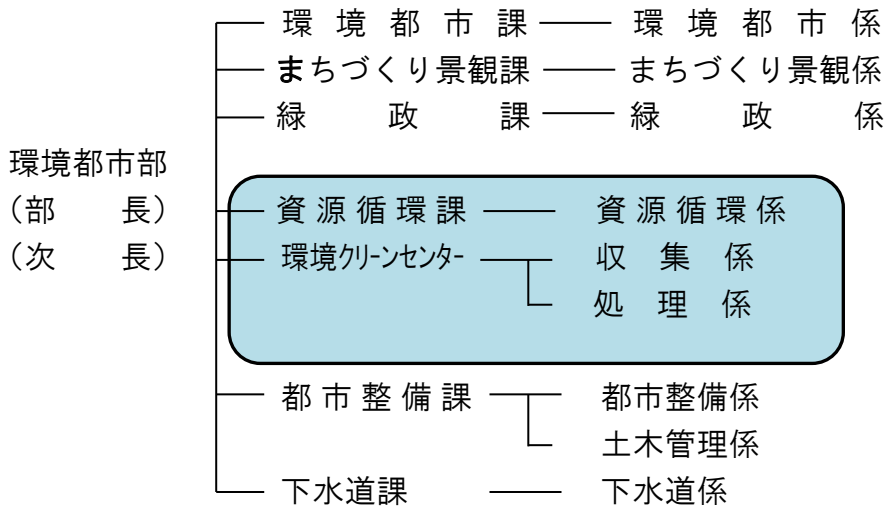 環境都市課 環境都市係
まちづくり景観課 まちづくり景観係
緑政課 緑政係
環境都市部
(部長) 資源循環課 資源循環係
(次長) 環境クリーンセンター 収集係
処理係
都市整備課 都市整備係
土木管理係
下水道課 下水道係